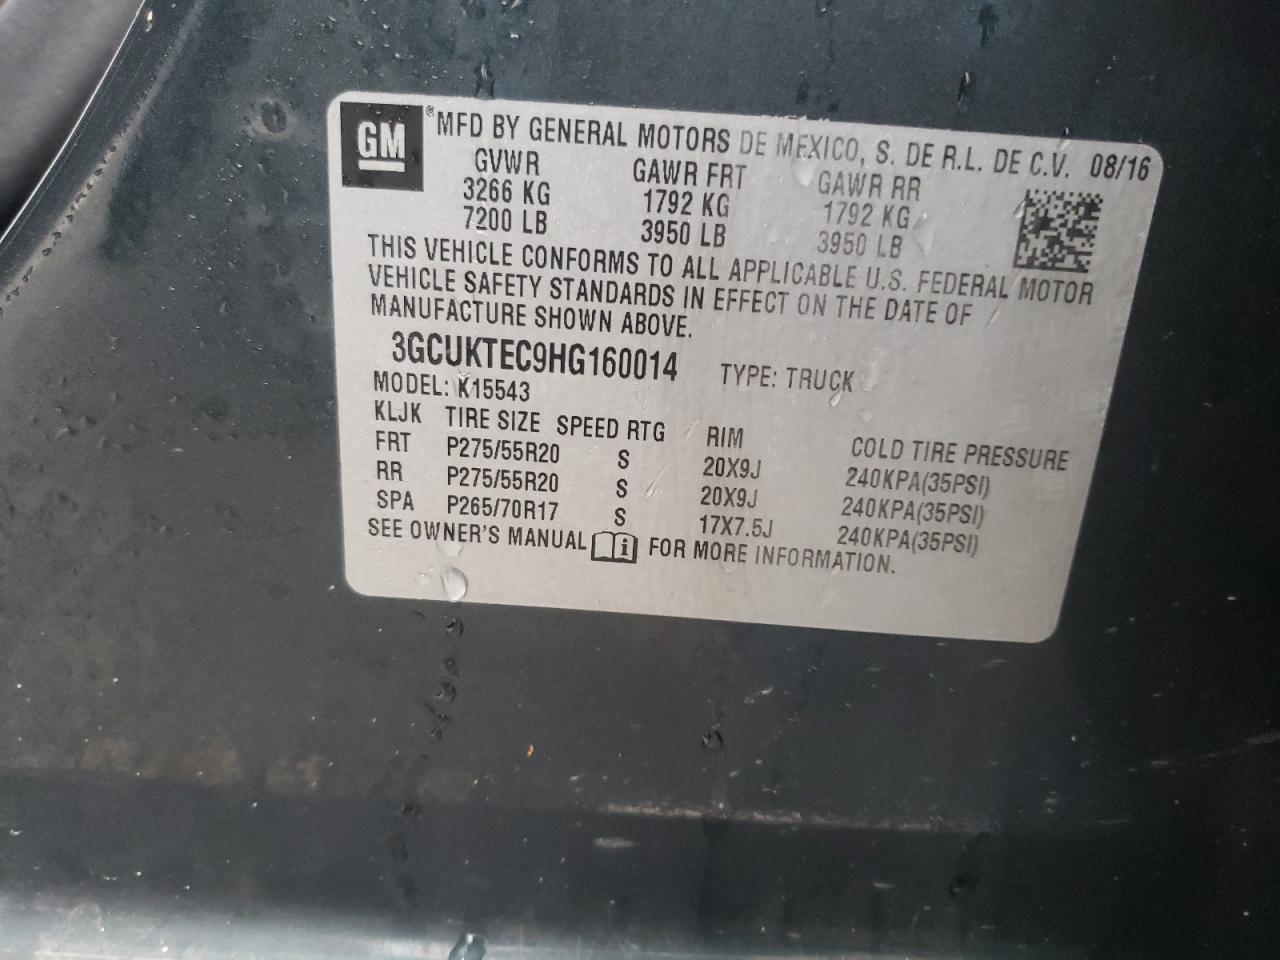 GM ® MFD BY GENERAL MOTORS DE MEXICO, S. DE R.L. DE C.V. 08/16
GVWR GAWR FRT GAWR RR
3266 KG 1792 KG 1792 KG
7200 LB 3950 LB 3950 LB
THIS VEHICLE CONFORMS TO ALL APPLICABLE U.S. FEDERAL MOTOR
VEHICLE SAFETY STANDARDS IN EFFECT ON THE DATE OF
MANUFACTURE SHOWN ABOVE.
3GCUKTEC9HG160014 TYPE: TRUCK
MODEL: K15543
KLJK TIRE SIZE SPEED RTG RIM COLD TIRE PRESSURE
FRT P275/55R20 S 20X9J 240KPA(35PSI)
RR P275/55R20 S 20X9J 240KPA(35PSI)
SPA P265/70R17 S 17X7.5J 240KPA(35PSI)
SEE OWNER'S MANUAL i FOR MORE INFORMATION.